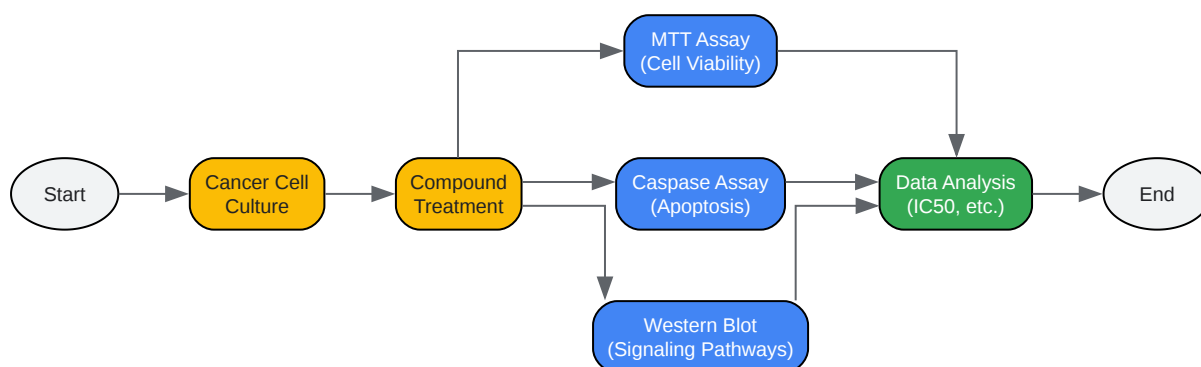 MTT Assay
(Cell Viability)
Start
Cancer Cell
Culture
Compound
Treatment
Caspase Assay
(Apoptosis)
Data Analysis
(IC50, etc.)
End
Western Blot
(Signaling Pathways)